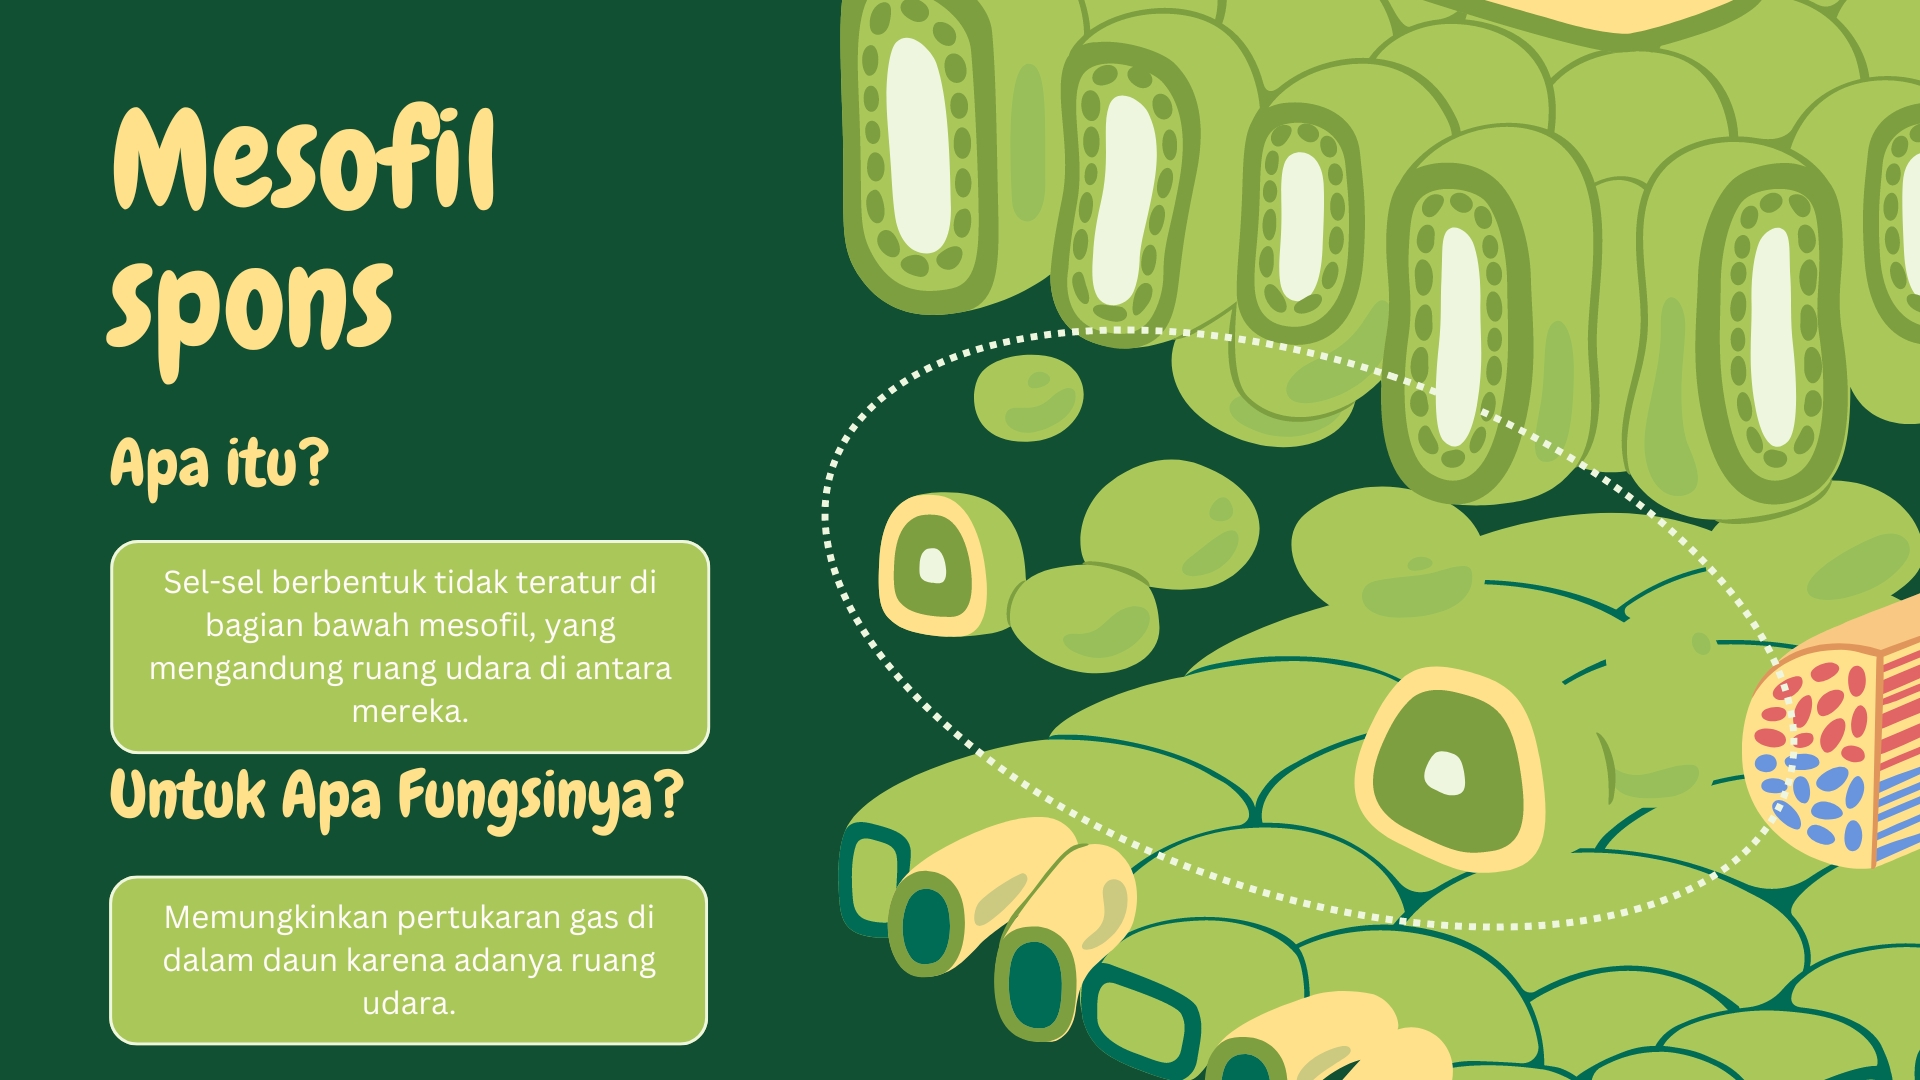 Mesofil
spons
Apa itu?
Sel-sel berbentuk tidak teratur di
bagian bawah mesofil, yang
mengandung ruang udara di antara
mereka.
Untuk Apa Fungsinya?
Memungkinkan pertukaran gas di
dalam daun karena adanya ruang
udara.